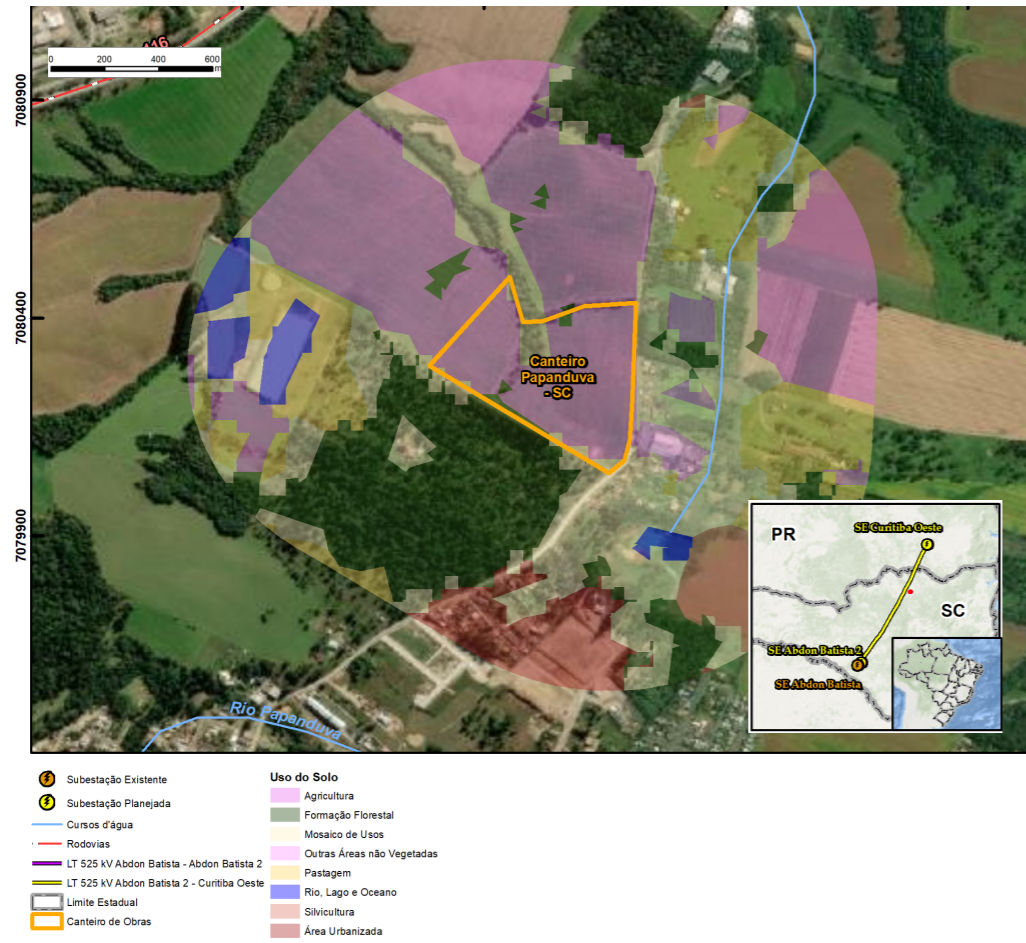 116
0 200 400 600
m
7080900
7080400
7079900
Canteiro
Papanduva
- SC
Rio Papanduva
PR
SE Curitiba Oeste
SC
SE Abdon Batista 2
SE Abdon Batista
Subestação Existente
Subestação Planejada
Cursos d'água
Rodovias
LT 525 kV Abdon Batista - Abdon Batista 2
LT 525 kV Abdon Batista 2 - Curitiba Oeste
Limite Estadual
Canteiro de Obras
Uso do Solo
Agricultura
Formação Florestal
Mosaico de Usos
Outras Áreas não Vegetadas
Pastagem
Rio, Lago e Oceano
Silvicultura
Área Urbanizada